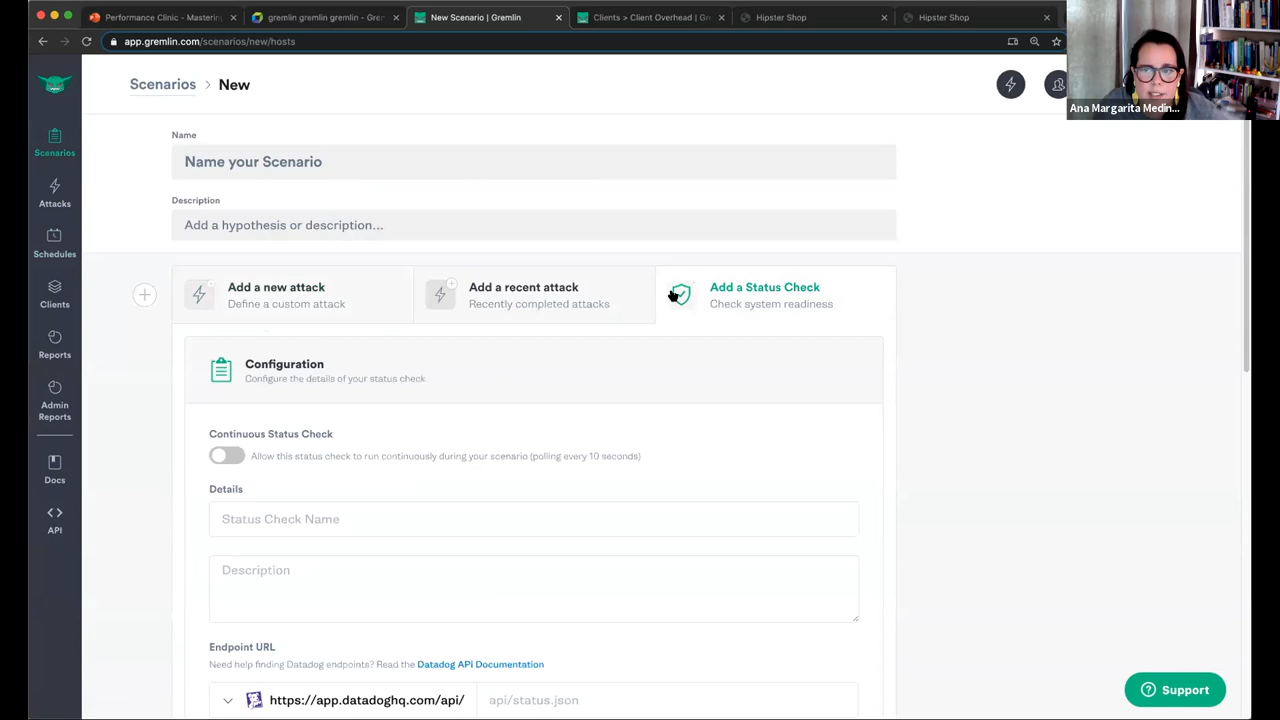 Performance Clinic - Masterin
gremlin gremlin gremlin - Grem
New Scenario | Gremlin
Clients > Client Overhead | Gre
Hipster Shop
Hipster Shop
app.gremlin.com/scenarios/new/hosts
Ana Margarita Medin...
Scenarios > New
Scenarios
Attacks
Schedules
Clients
Reports
Admin
Reports
Docs
API
Name
Name your Scenario
Description
Add a hypothesis or description...
Add a new attack
Define a custom attack
Add a recent attack
Recently completed attacks
Add a Status Check
Check system readiness
Configuration
Configure the details of your status check
Continuous Status Check
Allow this status check to run continuously during your scenario (polling every 10 seconds)
Details
Status Check Name
Description
Endpoint URL
Need help finding Datadog endpoints? Read the Datadog APi Documentation
https://app.datadoghq.com/api/
api/status.json
Support